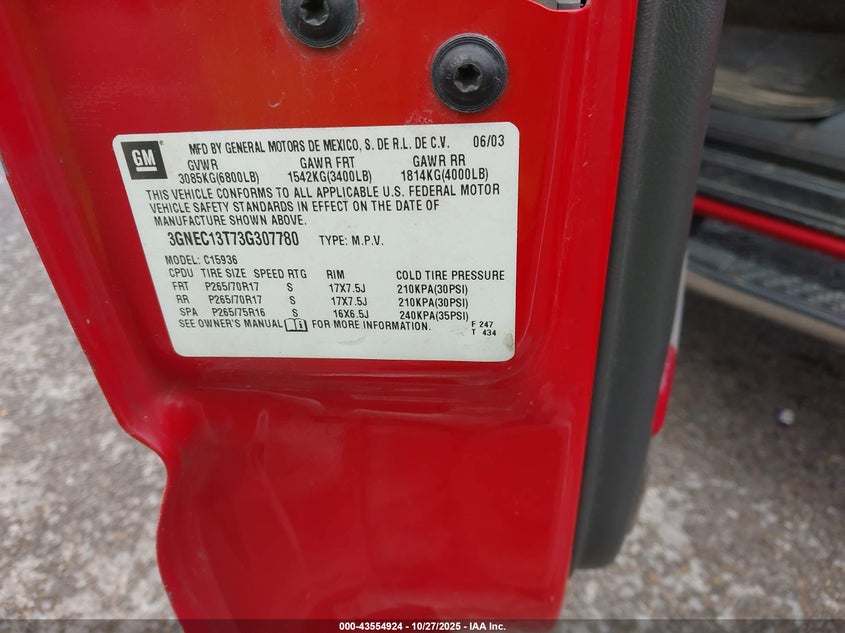 GM
MFD BY GENERAL MOTORS DE MEXICO, S. DE R.L. DE C.V. 06/03
GVWR GAWR FRT GAWR RR
3085KG(6800LB) 1542KG(3400LB) 1814KG(4000LB)
THIS VEHICLE CONFORMS TO ALL APPLICABLE U.S. FEDERAL MOTOR
VEHICLE SAFETY STANDARDS IN EFFECT ON THE DATE OF
MANUFACTURE SHOWN ABOVE.
3GNEC13T73G307780 TYPE: M.P.V.
MODEL: C15936
CPDU TIRE SIZE SPEED RTG RIM COLD TIRE PRESSURE
FRT P265/70R17 S 17X7.5J 210KPA(30PSI)
RR P265/70R17 S 17X7.5J 210KPA(30PSI)
SPA P265/75R16 S 16X6.5J 240KPA(35PSI)
SEE OWNER'S MANUAL FOR MORE INFORMATION.
F 247
T 434
000-43554924 | 10/27/2025 - IAA Inc.